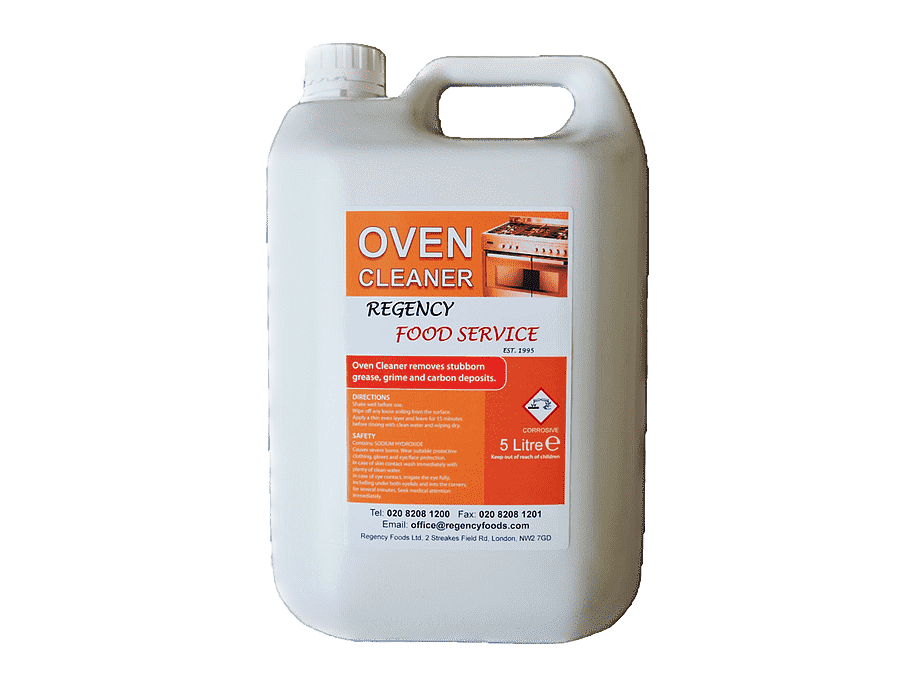 OVEN
CLEANER
REGENCY
FOOD SERVICE
EST. 1995
Oven Cleaner removes stubborn
grease, grime and carbon deposits.
DIRECTIONS
Shake well before use.
Wipe off any loose soiling from the surface.
Apply a thin even layer and leave for 15 minutes
before rinsing with clean water and wiping dry.
SAFETY
Contains SODIUM HYDROXIDE
Causes severe burns. Wear suitable protective
clothing, gloves and eye/face protection.
In case of skin contact wash immediately with
plenty of clean water.
In case of eye contact, irrigate the eye fully,
including under both eyelids and into the corners,
for several minutes. Seek medical attention
immediately.
CORROSIVE
5 Litre ℮
Keep out of reach of children
Tel: 020 8208 1200 Fax: 020 8208 1201
Email: office@regencyfoods.com
Regency Foods Ltd, 2 Streakes Field Rd, London, NW2 7GD